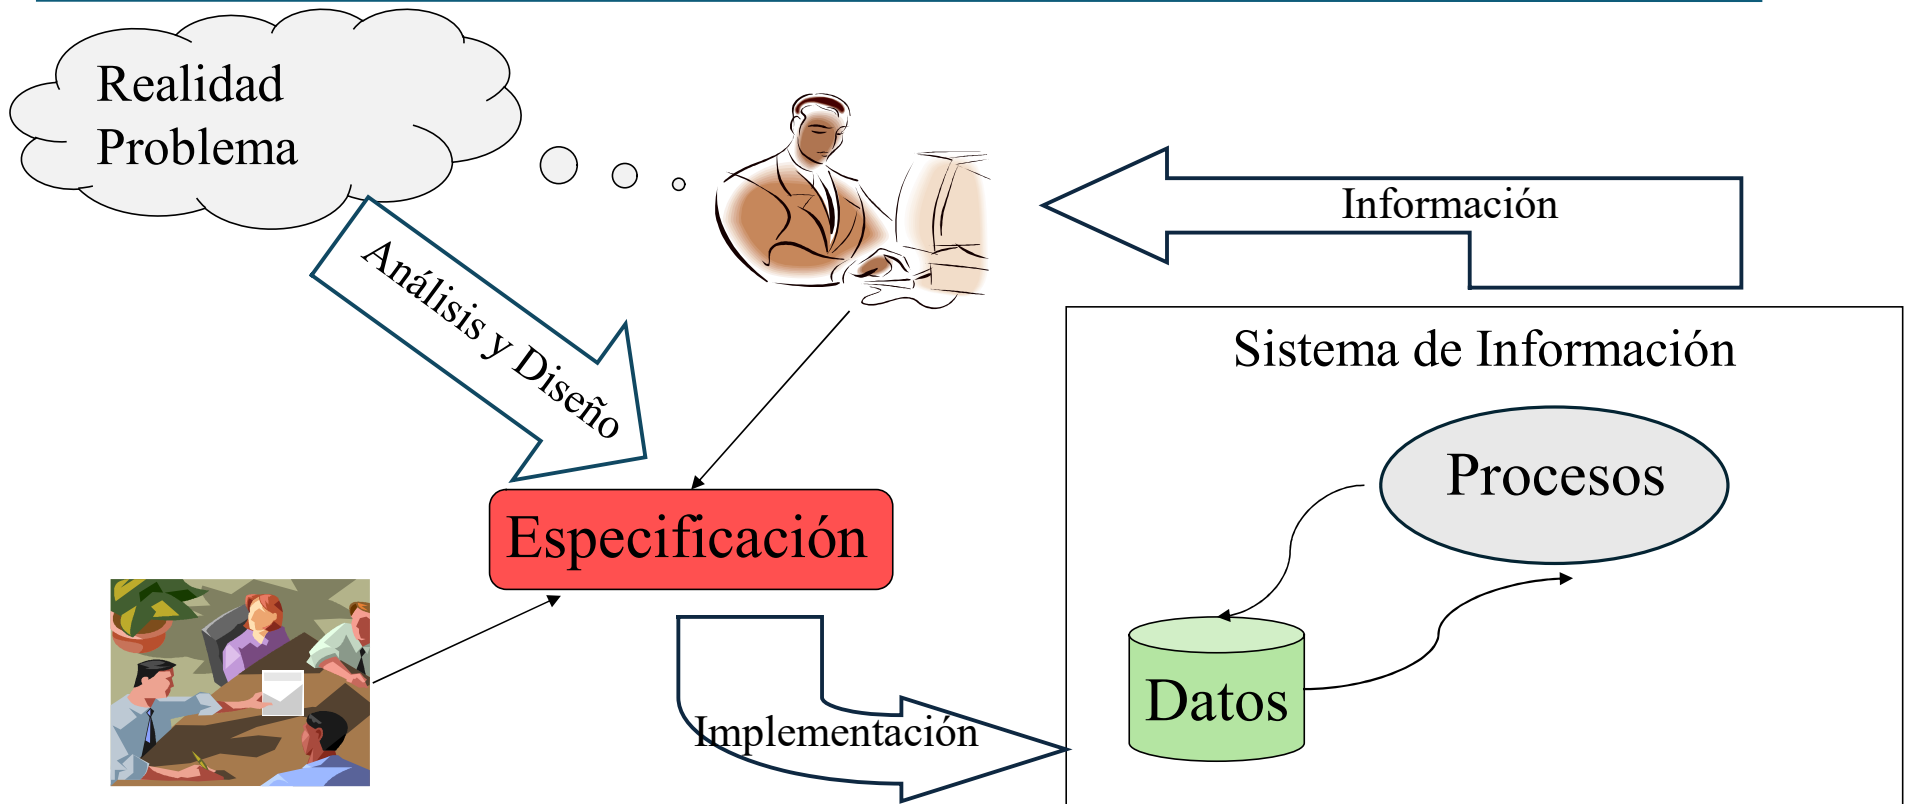 Realidad
Problema
Información
Análisis y Diseño
Sistema de Información
Procesos
Especificación
Datos
Implementación